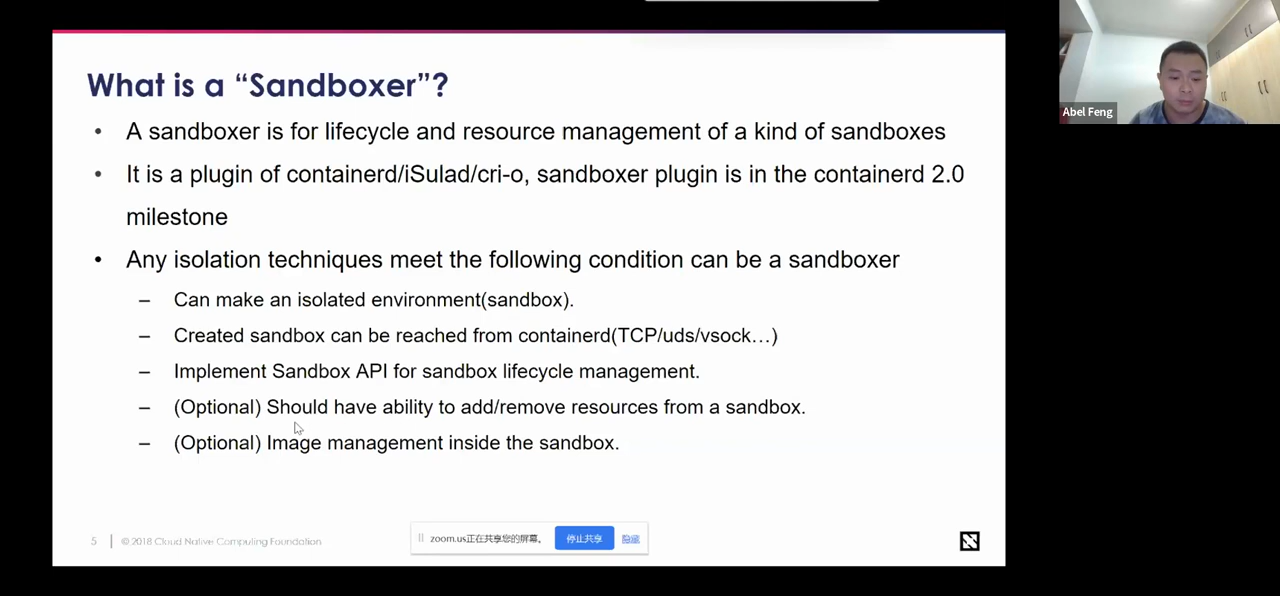 What is a “Sandboxer”?
• A sandboxer is for lifecycle and resource management of a kind of sandboxes
• It is a plugin of containerd/iSulad/cri-o, sandboxer plugin is in the containerd 2.0
milestone
• Any isolation techniques meet the following condition can be a sandboxer
– Can make an isolated environment(sandbox).
– Created sandbox can be reached from containerd(TCP/uds/vsock…)
– Implement Sandbox API for sandbox lifecycle management.
– (Optional) Should have ability to add/remove resources from a sandbox.
– (Optional) Image management inside the sandbox.
5 | © 2018 Cloud Native Computing Foundation
zoom.us正在共享您的屏幕。 停止共享 隐藏
Abel Feng